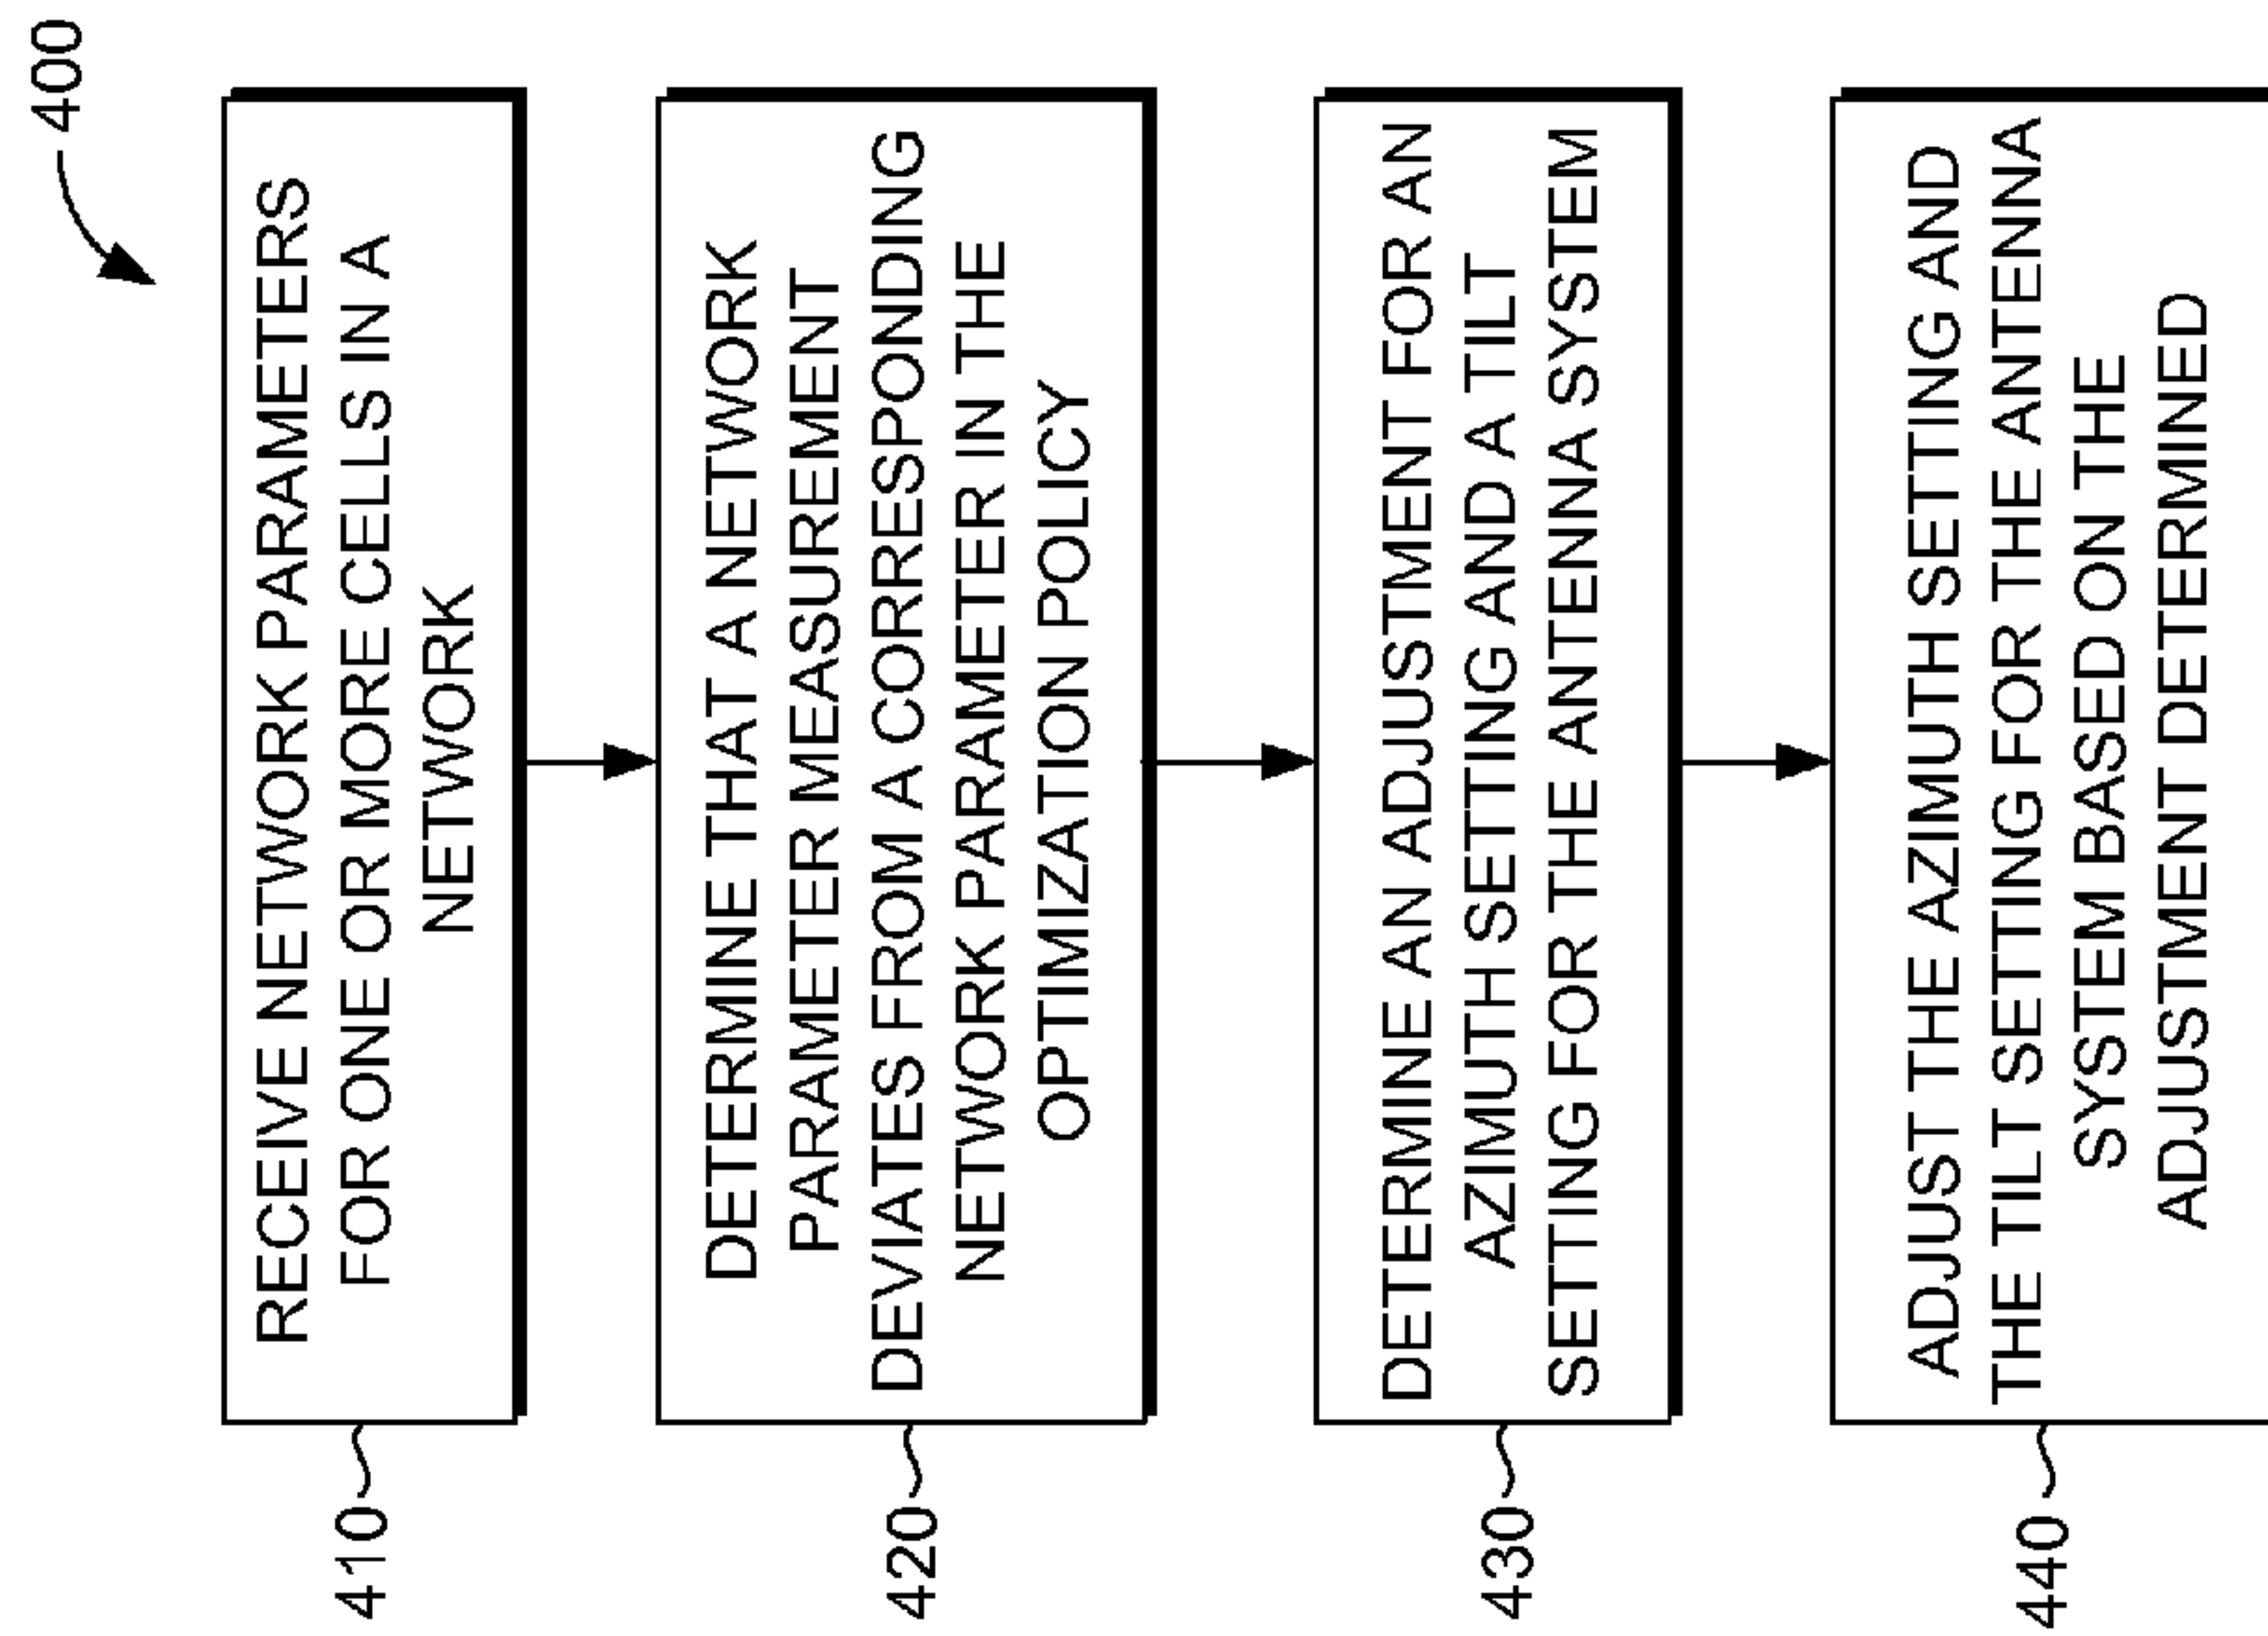 400
410
RECEIVE NETWORK PARAMETERS
FOR ONE OR MORE CELLS IN A
NETWORK
420
DETERMINE THAT A NETWORK
PARAMETER MEASUREMENT
DEVIATES FROM A CORRESPONDING
NETWORK PARAMETER IN THE
OPTIMIZATION POLICY
430
DETERMINE AN ADJUSTMENT FOR AN
AZIMUTH SETTING AND A TILT
SETTING FOR THE ANTENNA SYSTEM
440
ADJUST THE AZIMUTH SETTING AND
THE TILT SETTING FOR THE ANTENNA
SYSTEM BASED ON THE
ADJUSTMENT DETERMINED